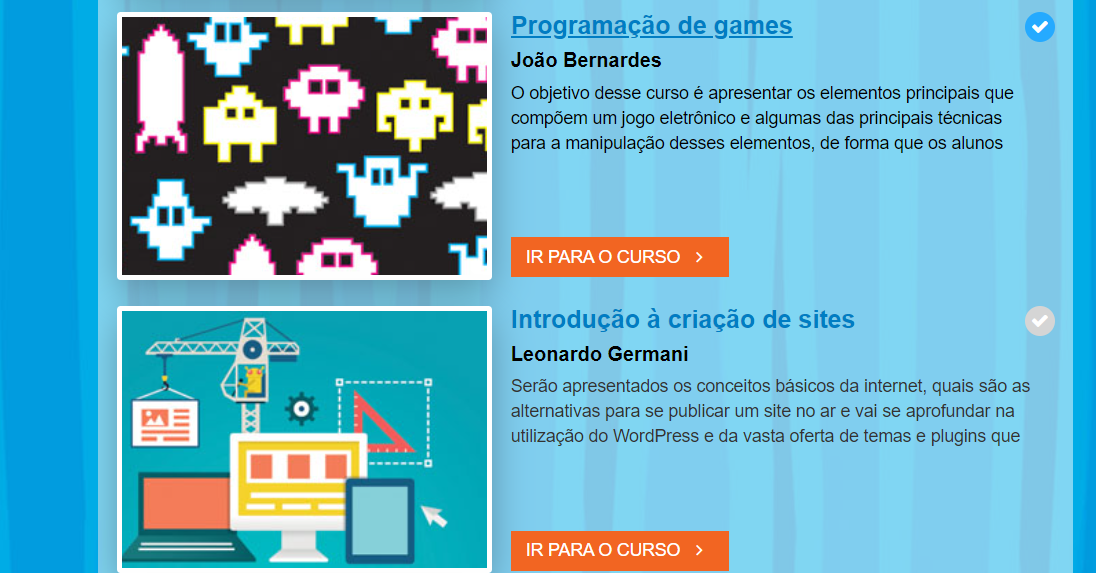 Programação de games
João Bernardes
O objetivo desse curso é apresentar os elementos principais que
compõem um jogo eletrônico e algumas das principais técnicas
para a manipulação desses elementos, de forma que os alunos
IR PARA O CURSO
Introdução à criação de sites
Leonardo Germani
Serão apresentados os conceitos básicos da internet, quais são as
alternativas para se publicar um site no ar e vai se aprofundar na
utilização do WordPress e da vasta oferta de temas e plugins que
IR PARA O CURSO